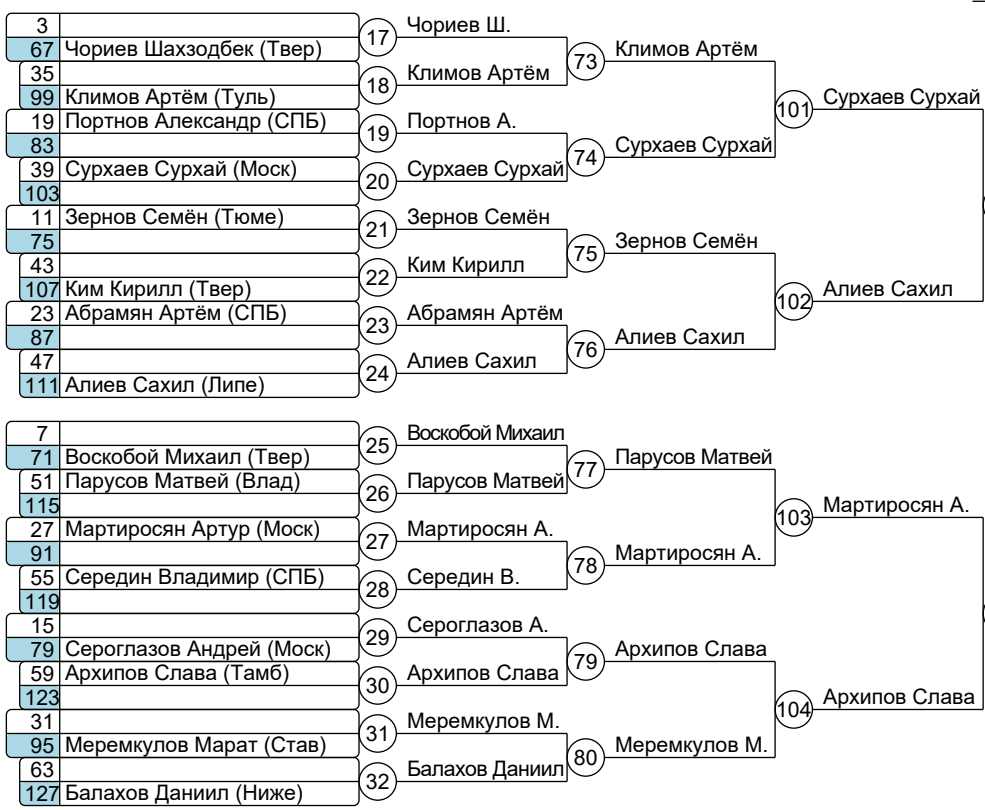 3
17 Чориев Ш.
67 Чориев Шахзодбек (Твер)
73 Климов Артём
35
18 Климов Артём
99 Климов Артём (Туль)
101 Сурхаев Сурхай
19 Портнов Александр (СПБ)
19 Портнов А.
83
74 Сурхаев Сурхай
39 Сурхаев Сурхай (Моск)
20 Сурхаев Сурхай
103
11 Зернов Семён (Тюме)
21 Зернов Семён
75
75 Зернов Семён
43
22 Ким Кирилл
107 Ким Кирилл (Твер)
102 Алиев Сахил
23 Абрамян Артём (СПБ)
23 Абрамян Артём
87
76 Алиев Сахил
47
24 Алиев Сахил
111 Алиев Сахил (Липе)
7
25 Воскобой Михаил
71 Воскобой Михаил (Твер)
77 Парусов Матвей
51 Парусов Матвей (Влад)
26 Парусов Матвей
115
103 Мартиросян А.
27 Мартиросян Артур (Моск)
27 Мартиросян А.
91
78 Мартиросян А.
55 Середин Владимир (СПБ)
28 Середин В.
119
15
29 Сероглазов А.
79 Сероглазов Андрей (Моск)
79 Архипов Слава
59 Архипов Слава (Тамб)
30 Архипов Слава
123
104 Архипов Слава
31
31 Меремкулов М.
95 Меремкулов Марат (Став)
80 Меремкулов М.
63
32 Балахов Даниил
127 Балахов Даниил (Ниже)